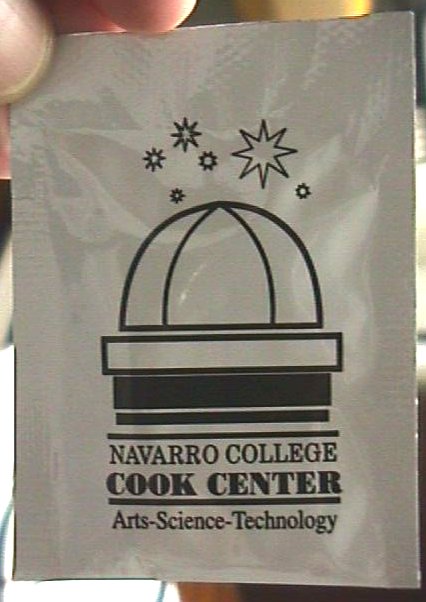 NAVARRO COLLEGE
COOK CENTER
Arts-Science-Technology